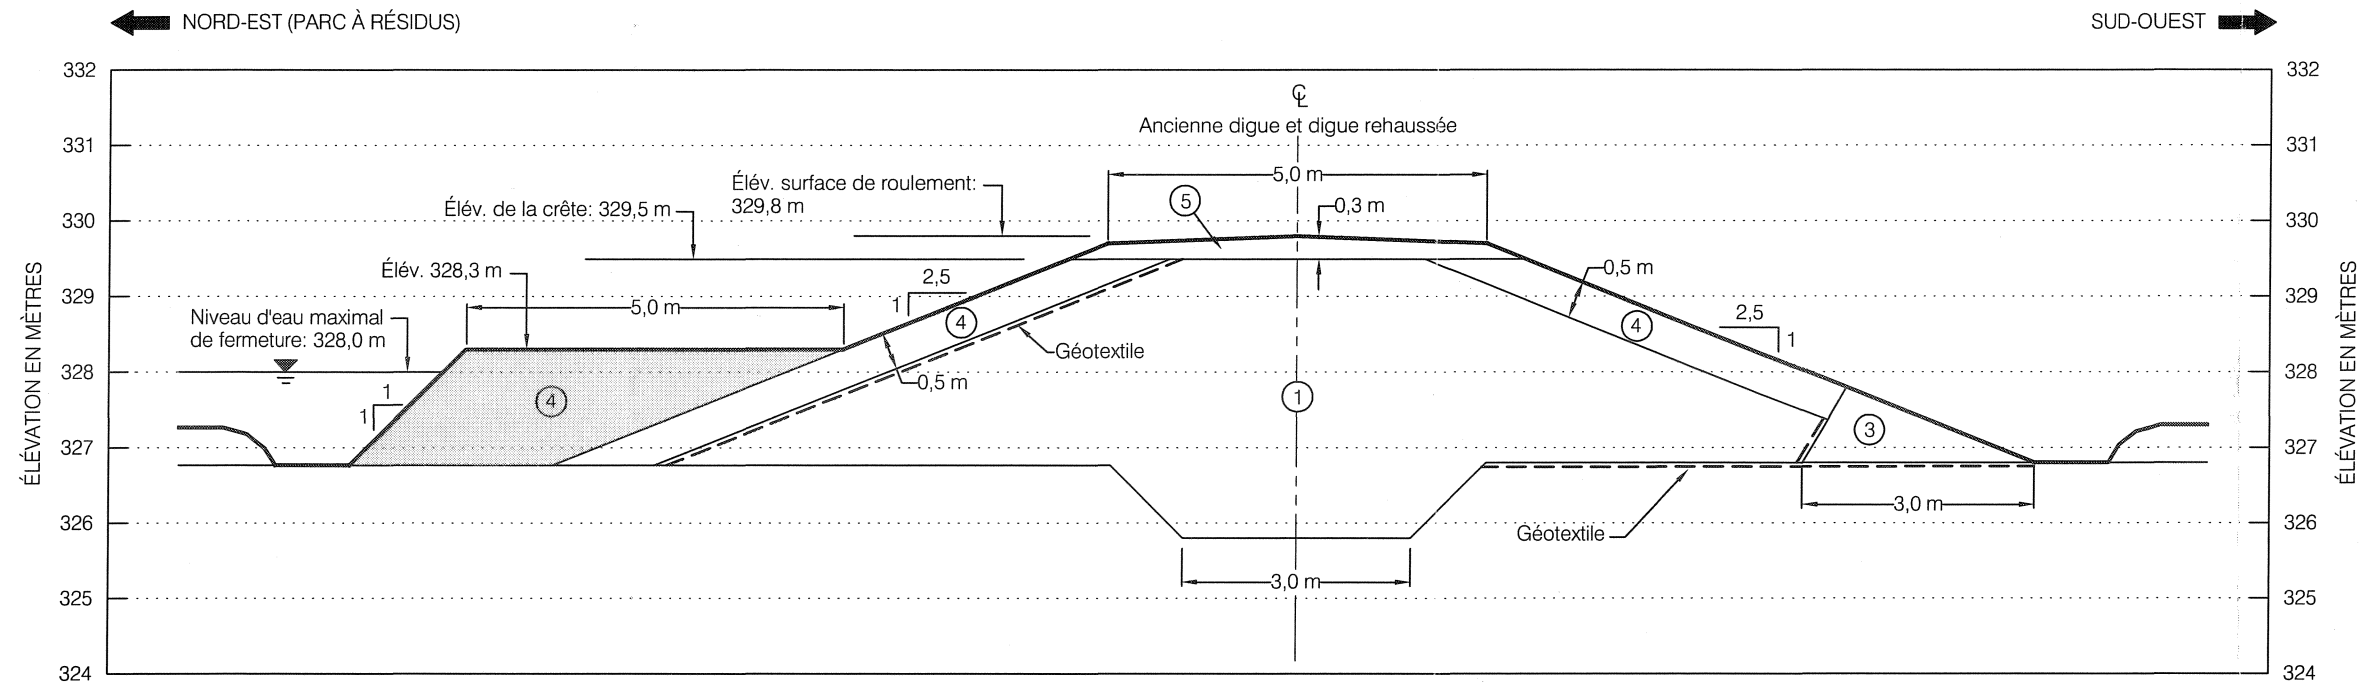 NORD-EST (PARC À RÉSIDUS)
SUD-OUEST
332
332
℄
Ancienne digue et digue rehaussée
331
331
Élév. surface de roulement:
329,8 m
5,0 m
Élév. de la crête: 329,5 m
5
0,3 m
330
330
Élév. 328,3 m
2,5
1
0,5 m
329
329
5,0 m
Niveau d'eau maximal
de fermeture: 328,0 m
4
4
2,5
1
Géotextile
328
328
0,5 m
1
1
4
1
3
327
327
3,0 m
326
326
Géotextile
3,0 m
325
325
324
324
ÉLÉVATION EN MÈTRES
ÉLÉVATION EN MÈTRES